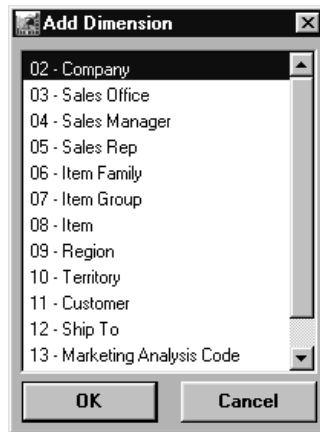 Add Dimension
02 - Company
03 - Sales Office
04 - Sales Manager
05 - Sales Rep
06 - Item Family
07 - Item Group
08 - Item
09 - Region
10 - Territory
11 - Customer
12 - Ship To
13 - Marketing Analysis Code
OK Cancel